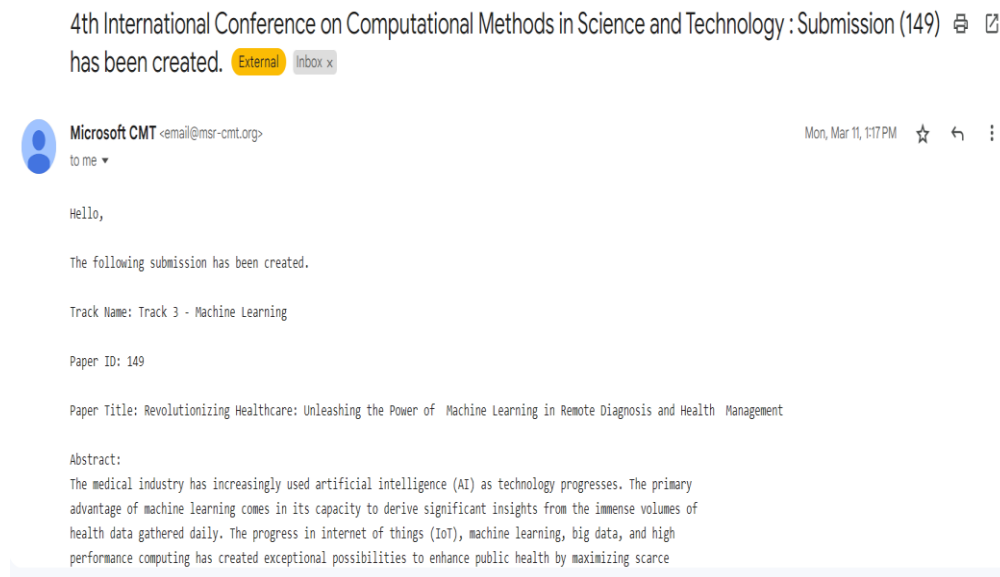 4th International Conference on Computational Methods in Science and Technology : Submission (149)
has been created. External Inbox x
Microsoft CMT <email@msr-cmt.org> Mon, Mar 11, 1:17 PM
to me
Hello,
The following submission has been created.
Track Name: Track 3 - Machine Learning
Paper ID: 149
Paper Title: Revolutionizing Healthcare: Unleashing the Power of  Machine Learning in Remote Diagnosis and Health  Management
Abstract:
The medical industry has increasingly used artificial intelligence (AI) as technology progresses. The primary
advantage of machine learning comes in its capacity to derive significant insights from the immense volumes of
health data gathered daily. The progress in internet of things (IoT), machine learning, big data, and high
performance computing has created exceptional possibilities to enhance public health by maximizing scarce